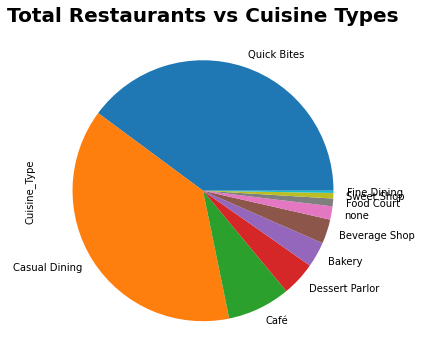 Total Restaurants vs Cuisine Types
Quick Bites
Cuisine_Type
Casual Dining
Café
Dessert Parlor
Bakery
Beverage Shop
none
Food Court
Sweet Shop
Fine Dining